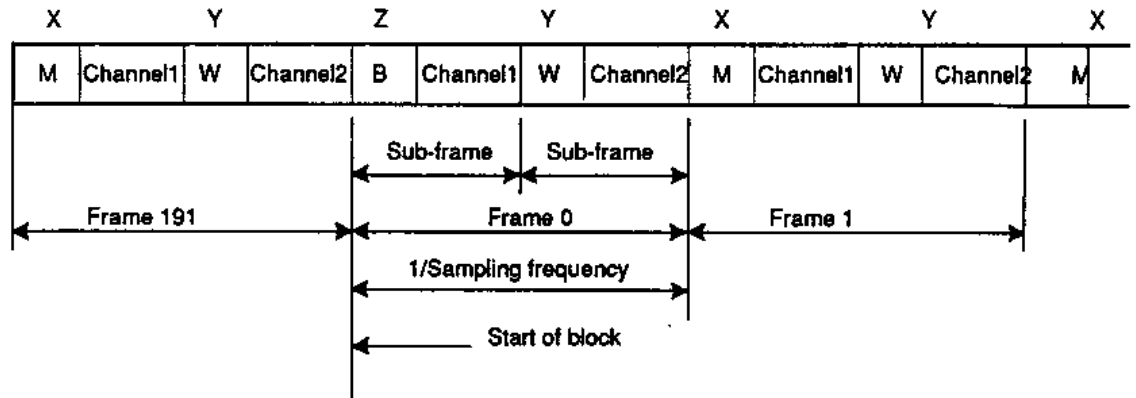 X Y Z Y X Y X
M Channel1 W Channel2 B Channel1 W Channel2 M Channel1 W Channel2 M
Sub-frame Sub-frame
Frame 191 Frame 0 Frame 1
1/Sampling frequency
Start of block